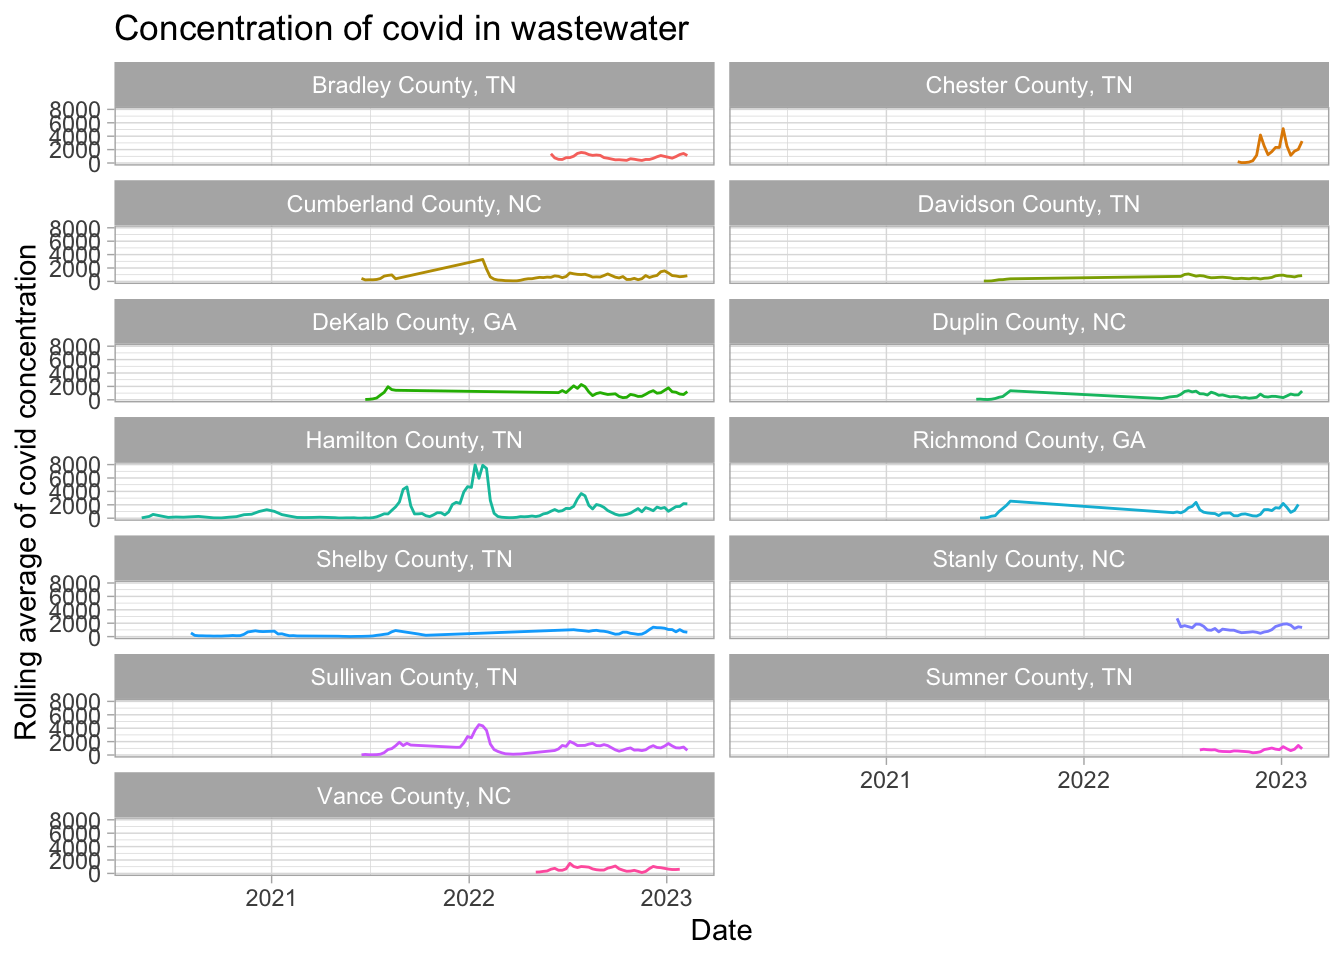 Concentration of covid in wastewater
Bradley County, TN
Chester County, TN
8000
6000
4000
2000
0
Cumberland County, NC
Davidson County, TN
8000
6000
4000
2000
0
DeKalb County, GA
Duplin County, NC
8000
6000
4000
2000
0
Hamilton County, TN
Richmond County, GA
8000
6000
4000
2000
0
Shelby County, TN
Stanly County, NC
8000
6000
4000
2000
0
Sullivan County, TN
Sumner County, TN
8000
6000
4000
2000
0
2021 2022 2023
Vance County, NC
8000
6000
4000
2000
0
2021 2022 2023
Date
Rolling average of covid concentration